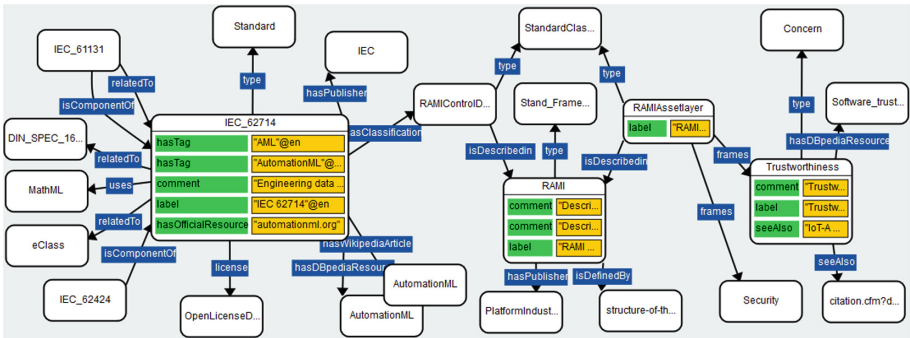 Standard
StandardClas...
Concern
IEC_61131
IEC
relatedTo
type
type
type
hasPublisher
RAMIControlD...
Stand_Frame...
RAMIAssetlayer
label "RAMI...
type
Software_trust...
isComponentOf
IEC_62714
hasTag "AML"@en
hasTag "AutomationML"@...
comment "Engineering data ...
label "IEC 62714"@en
hasOfficialResource "automationml.org"
asClassification
DIN_SPEC_16...
relatedTo
isDescribedin
type
isDescribedin
hasDBpediaResource
MathML
uses
RAMI
comment "Descri...
comment "Descri...
label "RAMI ...
frames
Trustworthiness
comment "Trustw...
label "Trustw...
seeAlso "IoT-A ...
eClass
relatedTo
isComponentOf
frames
hasWikipediaArticle
license
hasDBpediaResour
hasPublisher
isDefinedBy
seeAlso
IEC_62424
OpenLicenseD...
AutomationML
AutomationML
PlatformIndust...
structure-of-th...
Security
citation.cfm?d...